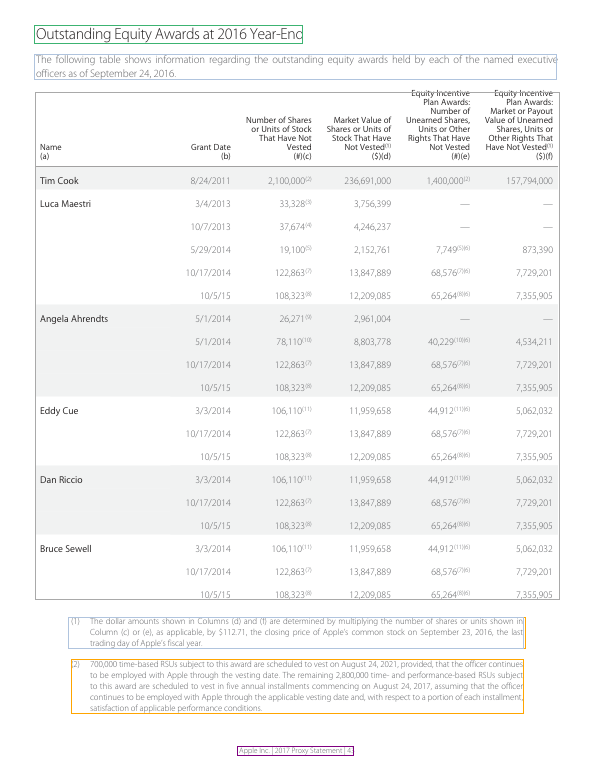 Outstanding Equity Awards at 2016 Year-End
The following table shows information regarding the outstanding equity awards held by each of the named executive
officers as of September 24, 2016.
Name
(a)
Grant Date
(b)
Number of Shares
or Units of Stock
That Have Not
Vested
(#)(c)
Market Value of
Shares or Units of
Stock That Have
Not Vested(1)
($)(d)
Equity Incentive
Plan Awards:
Number of
Unearned Shares,
Units or Other
Rights That Have
Not Vested
(#)(e)
Equity Incentive
Plan Awards:
Market or Payout
Value of Unearned
Shares, Units or
Other Rights That
Have Not Vested(1)
($)(f)
Tim Cook 8/24/2011 2,100,000(2) 236,691,000 1,400,000(2) 157,794,000
Luca Maestri 3/4/2013 33,328(3) 3,756,399 — —
10/7/2013 37,674(4) 4,246,237 — —
5/29/2014 19,100(5) 2,152,761 7,749(5)(6) 873,390
10/17/2014 122,863(7) 13,847,889 68,576(7)(6) 7,729,201
10/5/15 108,323(8) 12,209,085 65,264(8)(6) 7,355,905
Angela Ahrendts 5/1/2014 26,271(9) 2,961,004 — —
5/1/2014 78,110(10) 8,803,778 40,229(10)(6) 4,534,211
10/17/2014 122,863(7) 13,847,889 68,576(7)(6) 7,729,201
10/5/15 108,323(8) 12,209,085 65,264(8)(6) 7,355,905
Eddy Cue 3/3/2014 106,110(11) 11,959,658 44,912(11)(6) 5,062,032
10/17/2014 122,863(7) 13,847,889 68,576(7)(6) 7,729,201
10/5/15 108,323(8) 12,209,085 65,264(8)(6) 7,355,905
Dan Riccio 3/3/2014 106,110(11) 11,959,658 44,912(11)(6) 5,062,032
10/17/2014 122,863(7) 13,847,889 68,576(7)(6) 7,729,201
10/5/15 108,323(8) 12,209,085 65,264(8)(6) 7,355,905
Bruce Sewell 3/3/2014 106,110(11) 11,959,658 44,912(11)(6) 5,062,032
10/17/2014 122,863(7) 13,847,889 68,576(7)(6) 7,729,201
10/5/15 108,323(8) 12,209,085 65,264(8)(6) 7,355,905
(1) The dollar amounts shown in Columns (d) and (f) are determined by multiplying the number of shares or units shown in
Column (c) or (e), as applicable, by $112.71, the closing price of Apple's common stock on September 23, 2016, the last
trading day of Apple's fiscal year.
(2) 700,000 time-based RSUs subject to this award are scheduled to vest on August 24, 2021, provided, that the officer continues
to be employed with Apple through the vesting date. The remaining 2,800,000 time- and performance-based RSUs subject
to this award are scheduled to vest in five annual installments commencing on August 24, 2017, assuming that the officer
continues to be employed with Apple through the applicable vesting date and, with respect to a portion of each installment,
satisfaction of applicable performance conditions.
Apple Inc. | 2017 Proxy Statement |